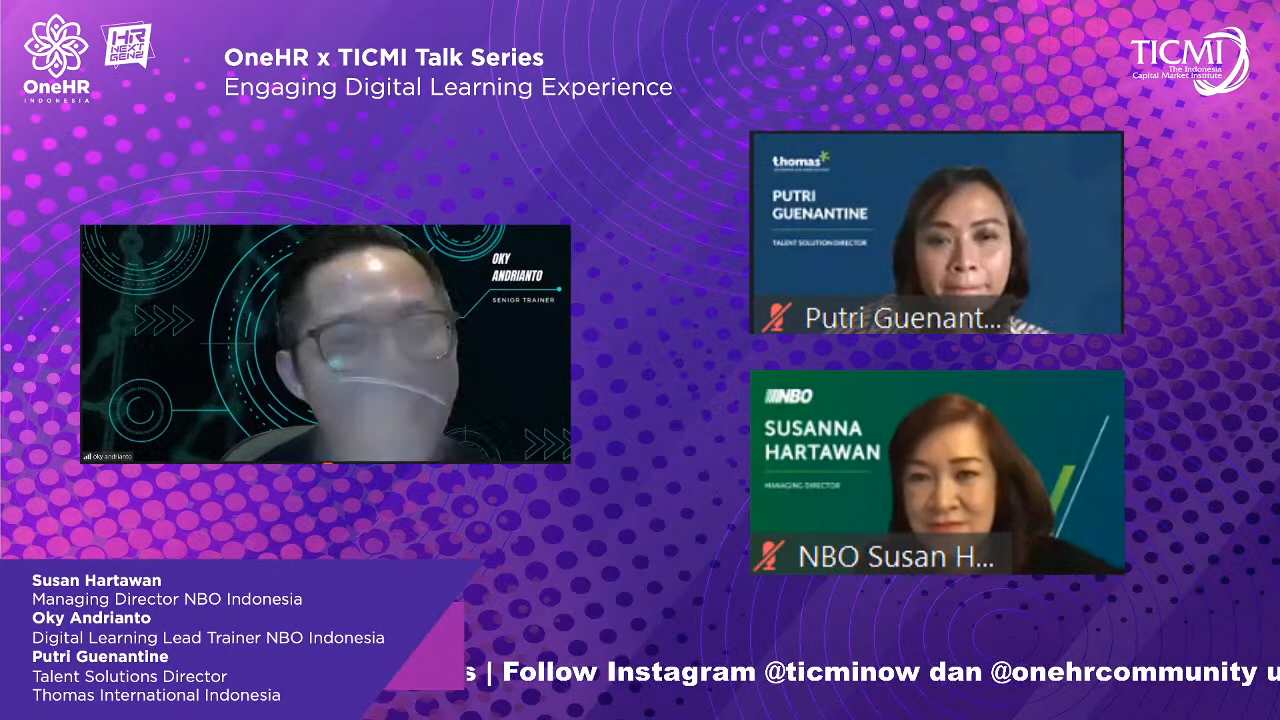 OneHR
INDONESIA
HR
NEXT
GEN
OneHR x TICMI Talk Series
Engaging Digital Learning Experience
TICMI
The Indonesia
Capital Market Institute
thomas
PUTRI
GUENANTINE
TALENT SOLUTION DIRECTOR
Putri Guenant...
OKY
ANDRIANTO
SENIOR TRAINER
oky andrianto
NBO
SUSANNA
HARTAWAN
MANAGING DIRECTOR
NBO Susan H...
Susan Hartawan
Managing Director NBO Indonesia
Oky Andrianto
Digital Learning Lead Trainer NBO Indonesia
Putri Guenantine
Talent Solutions Director
Thomas International Indonesia
s | Follow Instagram @ticminow dan @onehrcommunity u